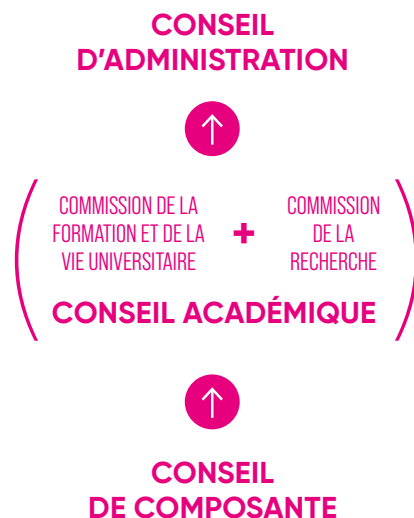 CONSEIL
D'ADMINISTRATION
↑
COMMISSION DE LA
FORMATION ET DE LA
VIE UNIVERSITAIRE
+
COMMISSION
DE LA
RECHERCHE
CONSEIL ACADÉMIQUE
↑
CONSEIL
DE COMPOSANTE